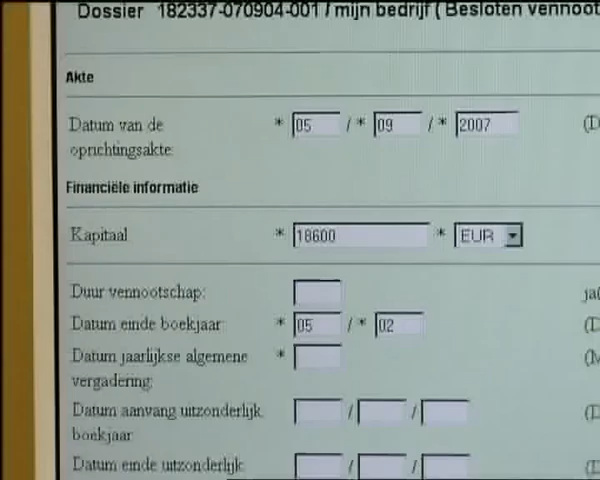 Dossier 182337-070904-001 / mijn bedrijf ( Besloten vennoot
Akte
Datum van de * 05 / * 09 / * 2007 (D
oprichtingsakte:
Financiële informatie
Kapitaal * 18600 * EUR
Duur vennootschap: ja(
Datum einde boekjaar * 05 / * 02 (D
Datum jaarlijkse algemene * (M
vergadering:
Datum aanvang uitzonderlijk / / (D
boekjaar:
Datum einde uitzonderlijk / / (D